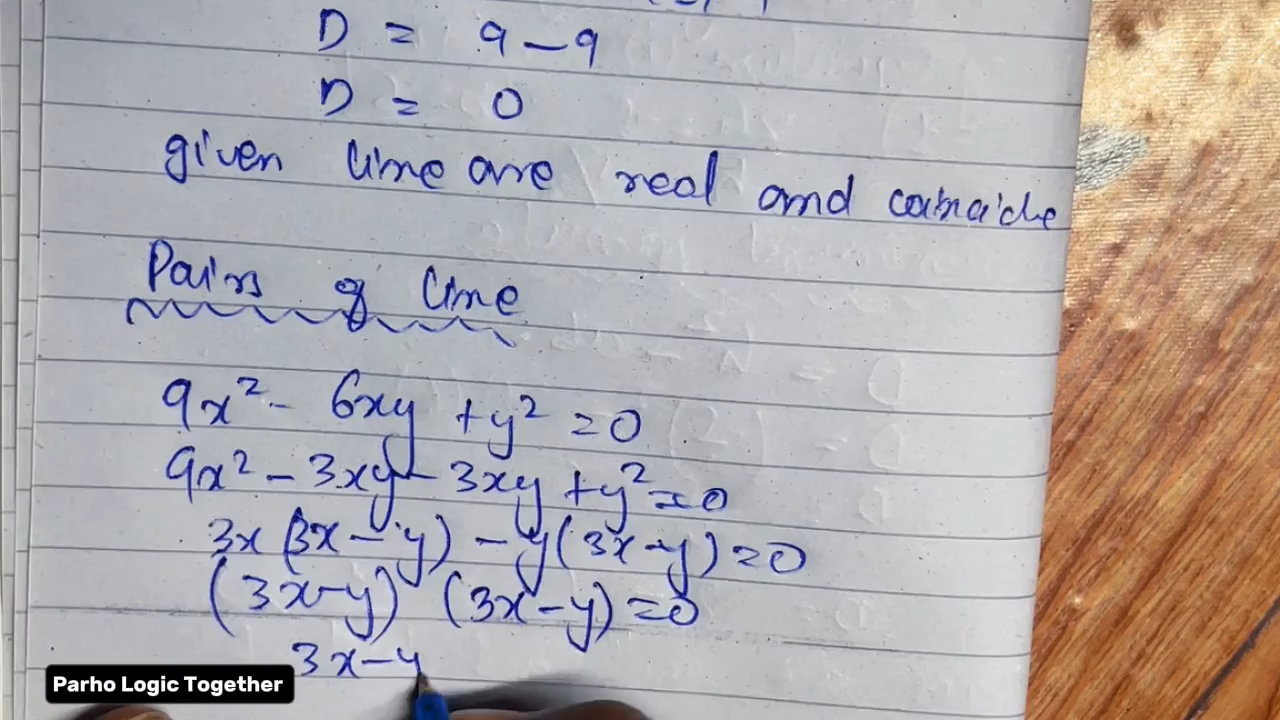 D = 9 - 9
D = 0
given line are real and
Pairs of line
9x² - 6xy + y² = 0
9x² - 3xy - 3xy + y² = 0
3x (3x - y) - y (3x - y) = 0
(3x - y) (3x - y) = 0
3x - y
Parho Logic Together